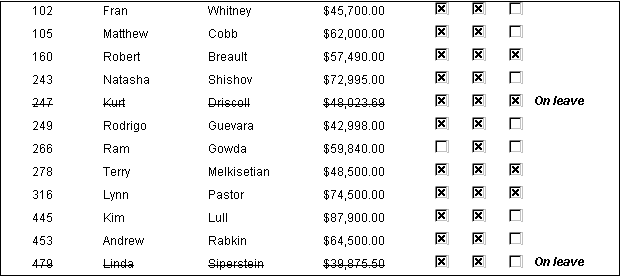 102 Fran Whitney $45,700.00
105 Matthew Cobb $62,000.00
160 Robert Breault $57,490.00
243 Natasha Shishov $72,995.00
247 Kurt Driscoll $48,023.69 On leave
249 Rodrigo Guevara $42,998.00
266 Ram Gowda $59,840.00
278 Terry Melkisetian $48,500.00
316 Lynn Pastor $74,500.00
445 Kim Lull $87,900.00
453 Andrew Rabkin $64,500.00
479 Linda Siperstein $39,875.50 On leave